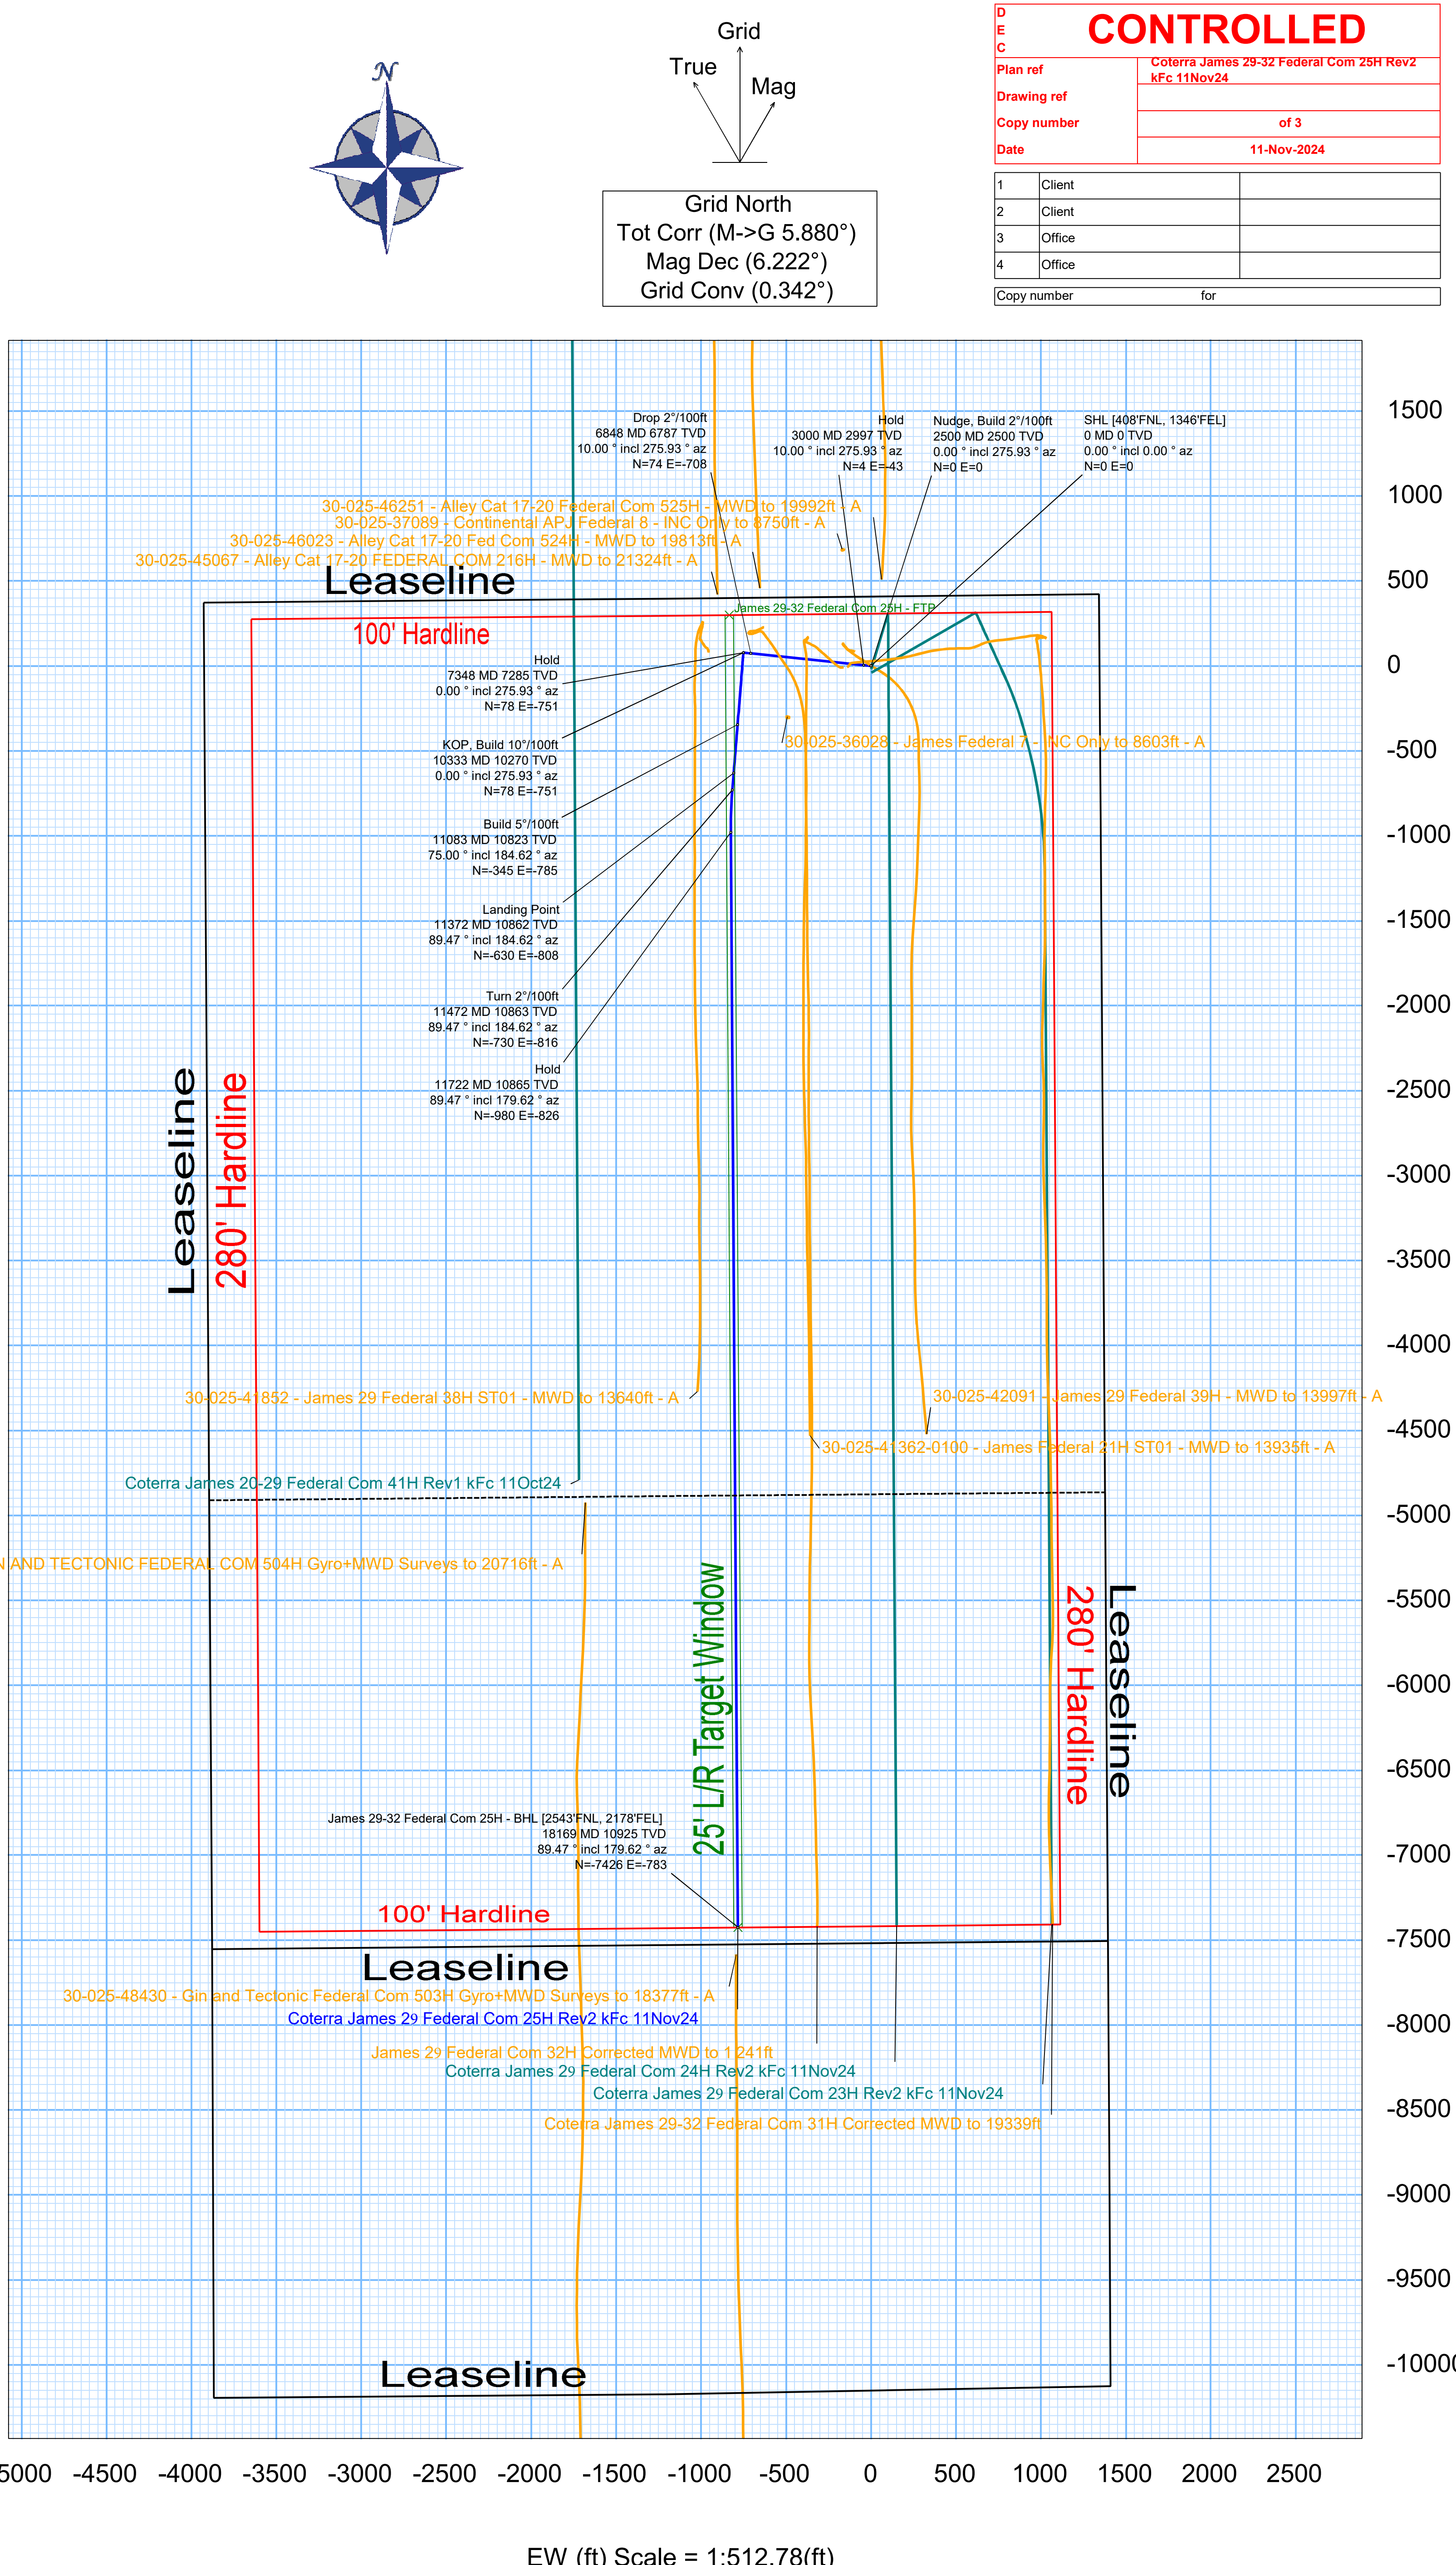 D
E
C
CONTROLLED
Plan ref
Coterra James 29-32 Federal Com 25H Rev2
kFc 11Nov24
Drawing ref
Copy number
of 3
Date
11-Nov-2024
1 Client
2 Client
3 Office
4 Office
Copy number for
N
Grid
True
Mag
Grid North
Tot Corr (M->G 5.880°)
Mag Dec (6.222°)
Grid Conv (0.342°)
Drop 2°/100ft
6848 MD 6787 TVD
10.00 ° incl 275.93 ° az
N=74 E=-708
Hold
3000 MD 2997 TVD
10.00 ° incl 275.93 ° az
N=4 E=-43
Nudge, Build 2°/100ft
2500 MD 2500 TVD
0.00 ° incl 275.93 ° az
N=0 E=0
SHL [408'FNL, 1346'FEL]
0 MD 0 TVD
0.00 ° incl 0.00 ° az
N=0 E=0
30-025-46251 - Alley Cat 17-20 Federal Com 525H - MWD to 19992ft - A
30-025-37089 - Continental APJ Federal 8 - INC Only to 8750ft - A
30-025-46023 - Alley Cat 17-20 Fed Com 524H - MWD to 19813ft - A
30-025-45067 - Alley Cat 17-20 FEDERAL COM 216H - MWD to 21324ft - A
Leaseline
James 29-32 Federal Com 25H - FTP
100' Hardline
Hold
7348 MD 7285 TVD
0.00 ° incl 275.93 ° az
N=78 E=-751
30-025-36028 - James Federal 7 - INC Only to 8603ft - A
KOP, Build 10°/100ft
10333 MD 10270 TVD
0.00 ° incl 275.93 ° az
N=78 E=-751
Build 5°/100ft
11083 MD 10823 TVD
75.00 ° incl 184.62 ° az
N=-345 E=-785
Landing Point
11372 MD 10862 TVD
89.47 ° incl 184.62 ° az
N=-630 E=-808
Turn 2°/100ft
11472 MD 10863 TVD
89.47 ° incl 184.62 ° az
N=-730 E=-816
Hold
11722 MD 10865 TVD
89.47 ° incl 179.62 ° az
N=-980 E=-826
Leaseline
280' Hardline
30-025-41852 - James 29 Federal 38H ST01 - MWD to 13640ft - A
30-025-42091 - James 29 Federal 39H - MWD to 13997ft - A
30-025-41362-0100 - James Federal 21H ST01 - MWD to 13935ft - A
Coterra James 20-29 Federal Com 41H Rev1 kFc 11Oct24
AND TECTONIC FEDERAL COM 504H Gyro+MWD Surveys to 20716ft - A
25' L/R Target Window
280' Hardline
Leaseline
James 29-32 Federal Com 25H - BHL [2543'FNL, 2178'FEL]
18169 MD 10925 TVD
89.47 ° incl 179.62 ° az
N=-7426 E=-783
100' Hardline
Leaseline
30-025-48430 - Gin and Tectonic Federal Com 503H Gyro+MWD Surveys to 18377ft - A
Coterra James 29 Federal Com 25H Rev2 kFc 11Nov24
James 29 Federal Com 32H Corrected MWD to
Coterra James 29 Federal Com 24H Rev2 kFc 11Nov24
Coterra James 29 Federal Com 23H Rev2 kFc 11Nov24
Coterra James 29-32 Federal Com 31H Corrected MWD to 19339ft
Leaseline
1500
1000
500
0
-500
-1000
-1500
-2000
-2500
-3000
-3500
-4000
-4500
-5000
-5500
-6000
-6500
-7000
-7500
-8000
-8500
-9000
-9500
-10000
5000 -4500 -4000 -3500 -3000 -2500 -2000 -1500 -1000 -500 0 500 1000 1500 2000 2500
EW (ft) Scale = 1:512.78(ft)